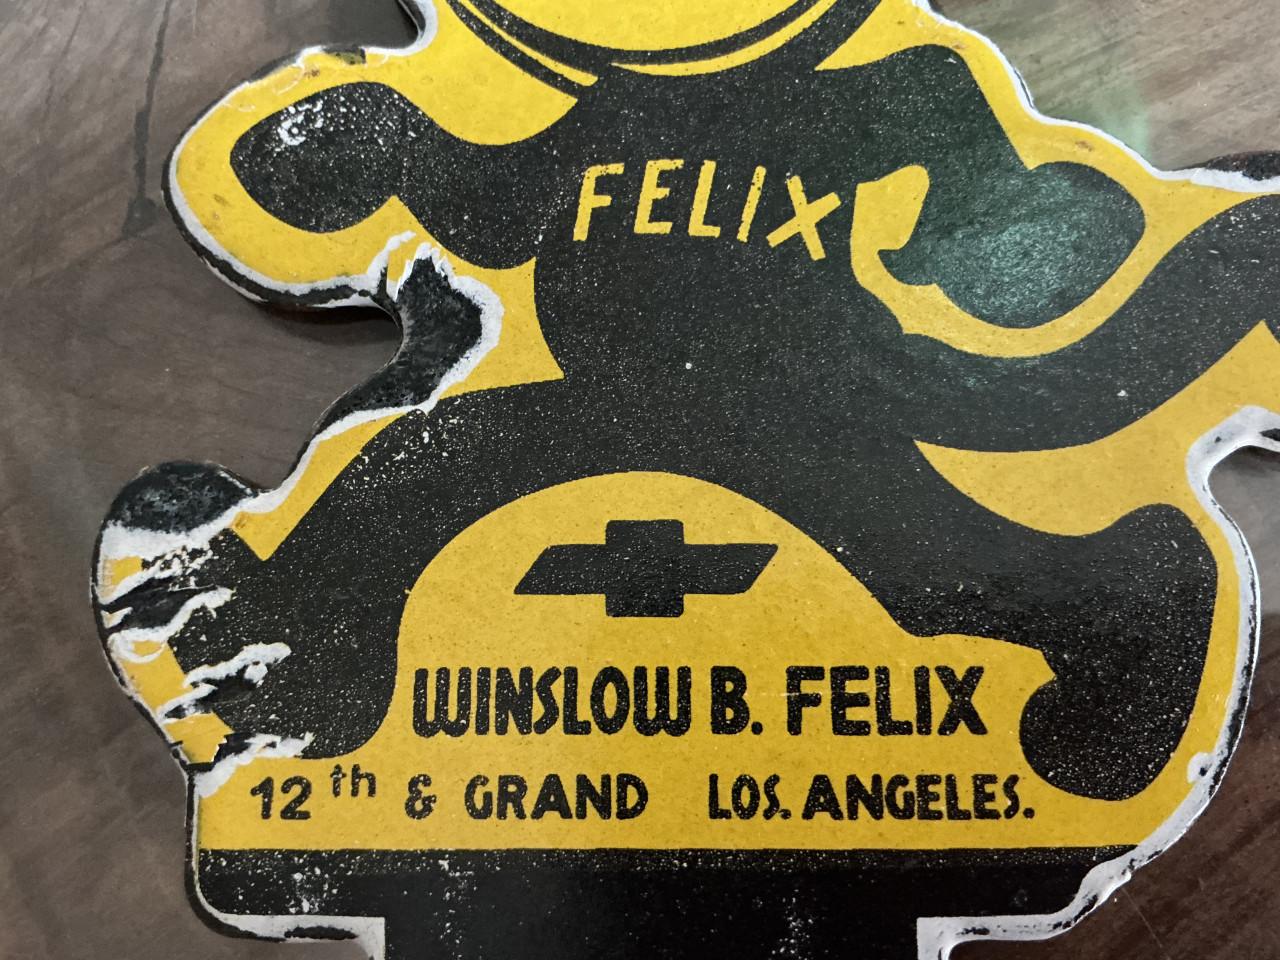 FELIX
WINSLOW B. FELIX
12th & GRAND LOS. ANGELES.